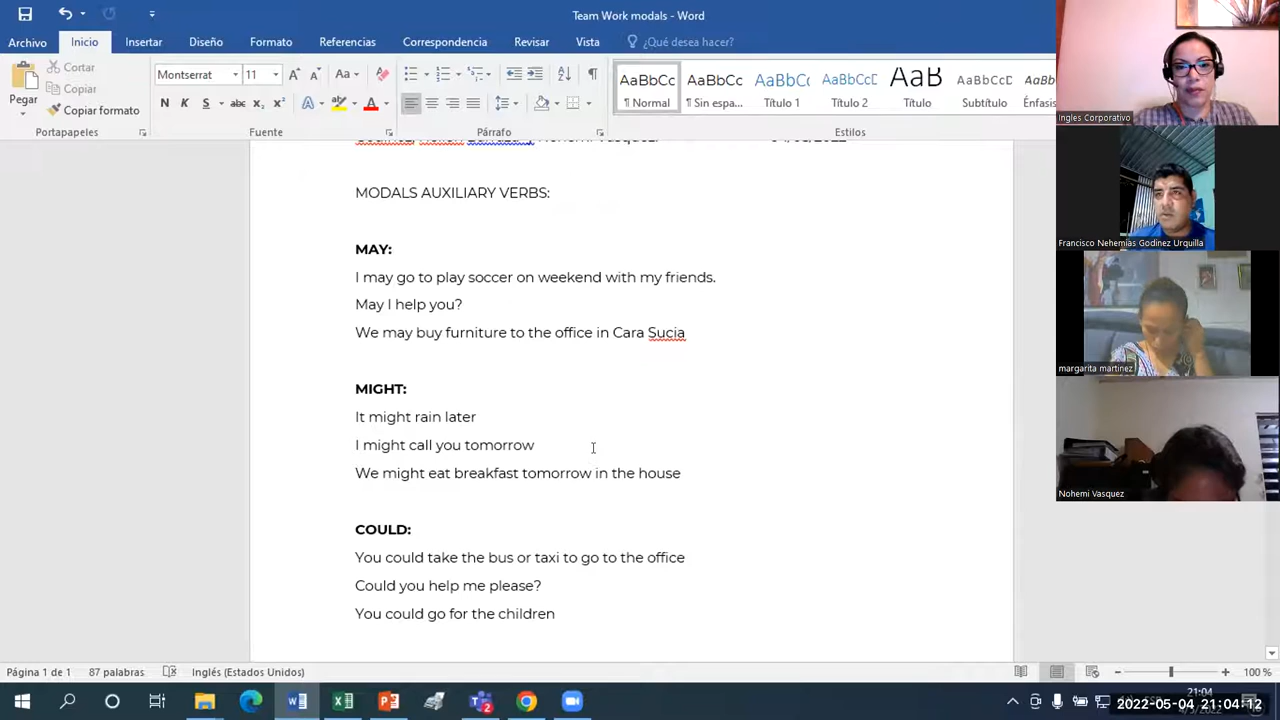 Team Work modals - Word
Archivo Inicio Insertar Diseño Formato Referencias Correspondencia Revisar Vista ¿Qué desea hacer?
Pegar
Cortar
Copiar
Copiar formato
Montserrat 11
AaBbCc AaBbCc AaBbCc AaBbCcD AaB AaBbCc AaBbCc
¶ Normal ¶ Sin espa... Título 1 Título 2 Título Subtítulo Énfasis
Portapapeles Fuente Párrafo Estilos
MODALS AUXILIARY VERBS:
MAY:
I may go to play soccer on weekend with my friends.
May I help you?
We may buy furniture to the office in Cara Sucia
MIGHT:
It might rain later
I might call you tomorrow
We might eat breakfast tomorrow in the house
COULD:
You could take the bus or taxi to go to the office
Could you help me please?
You could go for the children
Ingles Corporativo
Francisco Nehemias Godinez Urquilla
margarita martinez
Nohemi Vasquez
Página 1 de 1 87 palabras Inglés (Estados Unidos) 100 %
21:04
2022-05-04 21:04:12